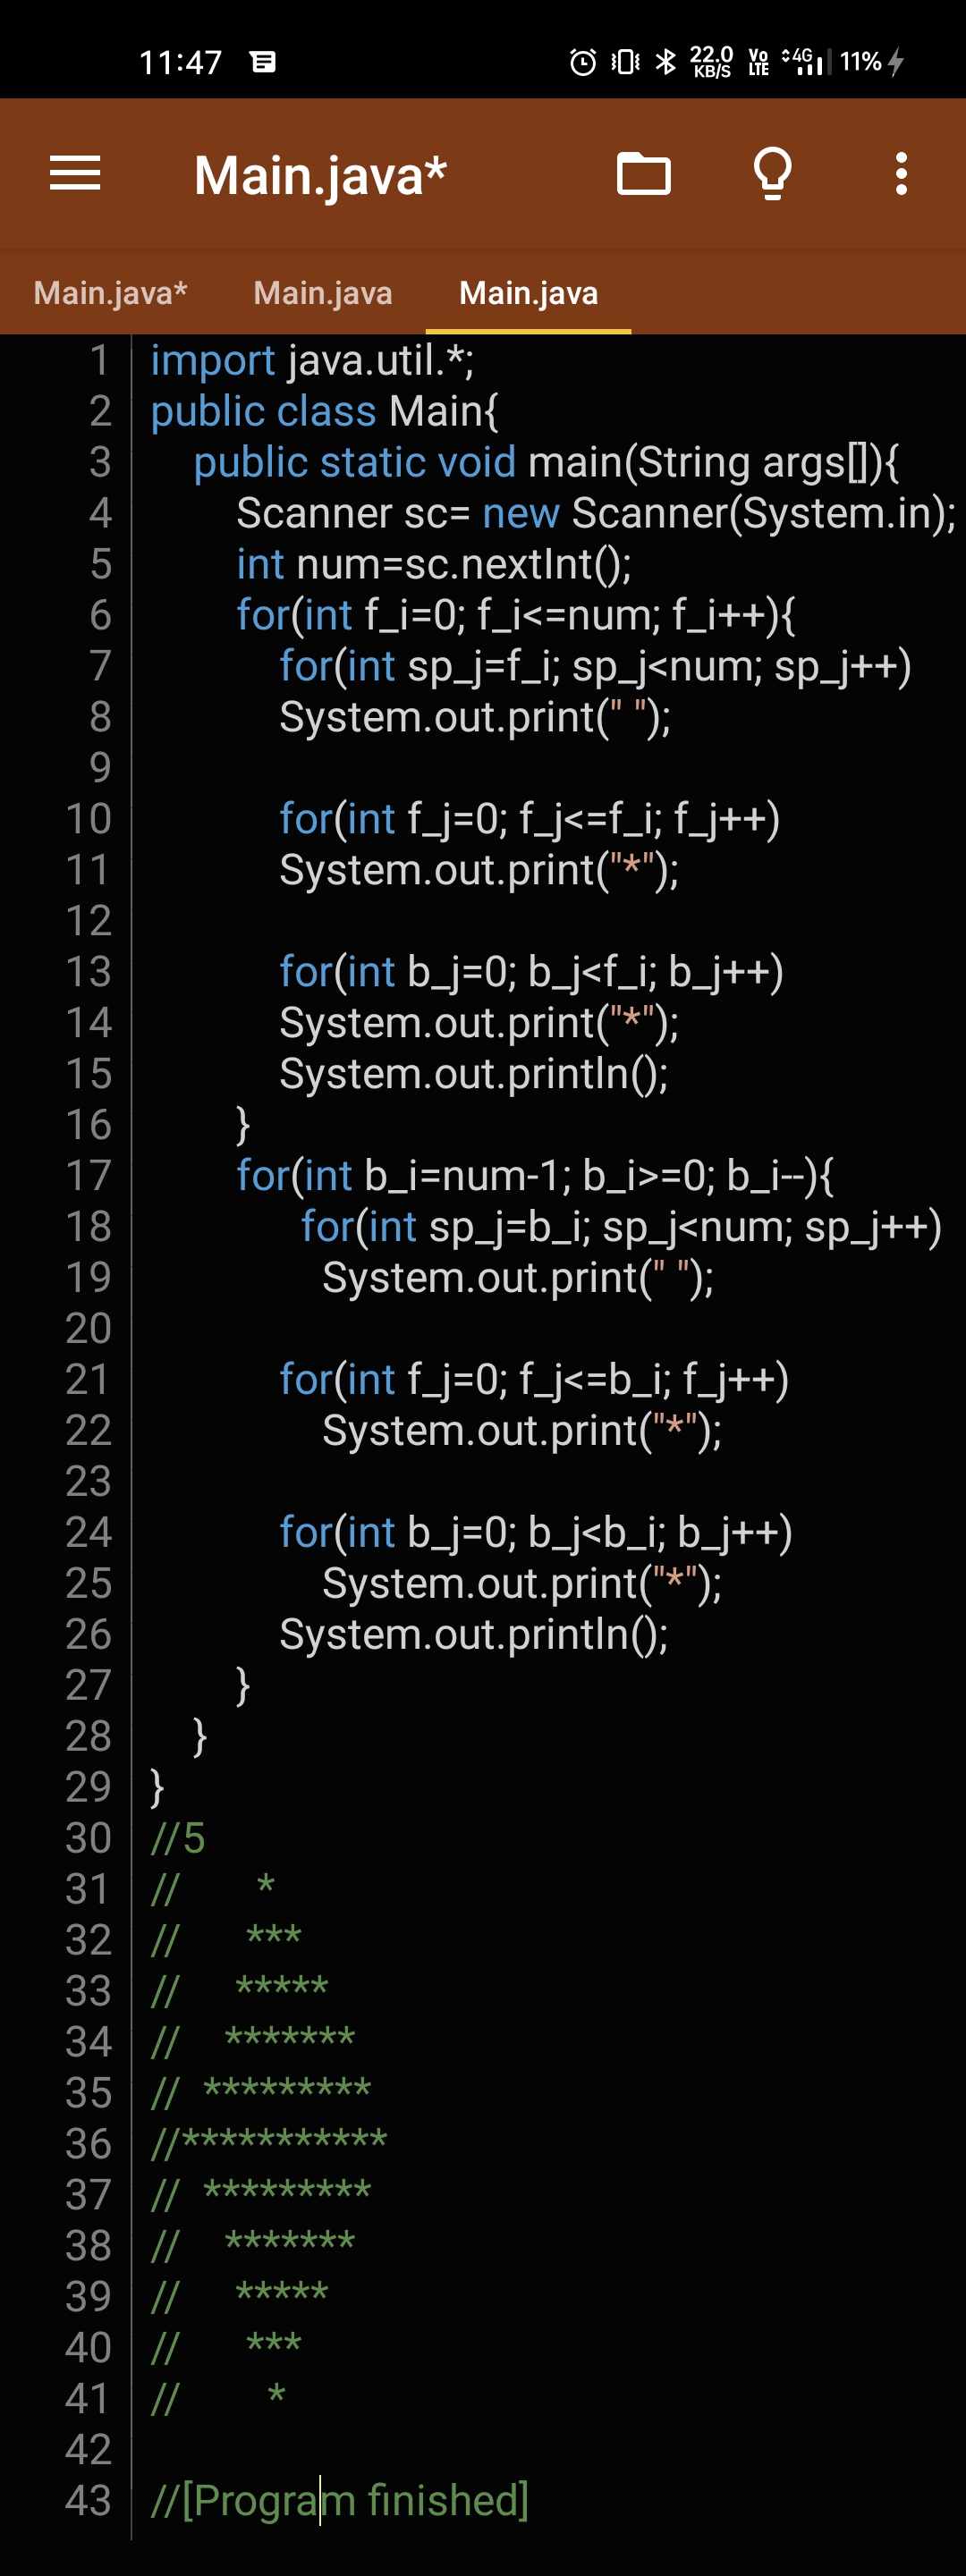 11:47 22.0 KB/S Vo LTE 4G 11%
Main.java*
Main.java* Main.java Main.java
1 import java.util.*;
2 public class Main{
3     public static void main(String args[]){
4         Scanner sc= new Scanner(System.in);
5         int num=sc.nextInt();
6         for(int f_i=0; f_i<=num; f_i++){
7             for(int sp_j=f_i; sp_j<num; sp_j++)
8             System.out.print(" ");
9
10             for(int f_j=0; f_j<=f_i; f_j++)
11             System.out.print("*");
12
13             for(int b_j=0; b_j<f_i; b_j++)
14             System.out.print("*");
15             System.out.println();
16         }
17         for(int b_i=num-1; b_i>=0; b_i--){
18               for(int sp_j=b_i; sp_j<num; sp_j++)
19                 System.out.print(" ");
20
21             for(int f_j=0; f_j<=b_i; f_j++)
22                 System.out.print("*");
23
24             for(int b_j=0; b_j<b_i; b_j++)
25                 System.out.print("*");
26             System.out.println();
27         }
28     }
29 }
30 //5
31 //       *
32 //      ***
33 //     *****
34 //    *******
35 //  *********
36 //***********
37 //  *********
38 //    *******
39 //     *****
40 //      ***
41 //        *
42
43 //[Program finished]